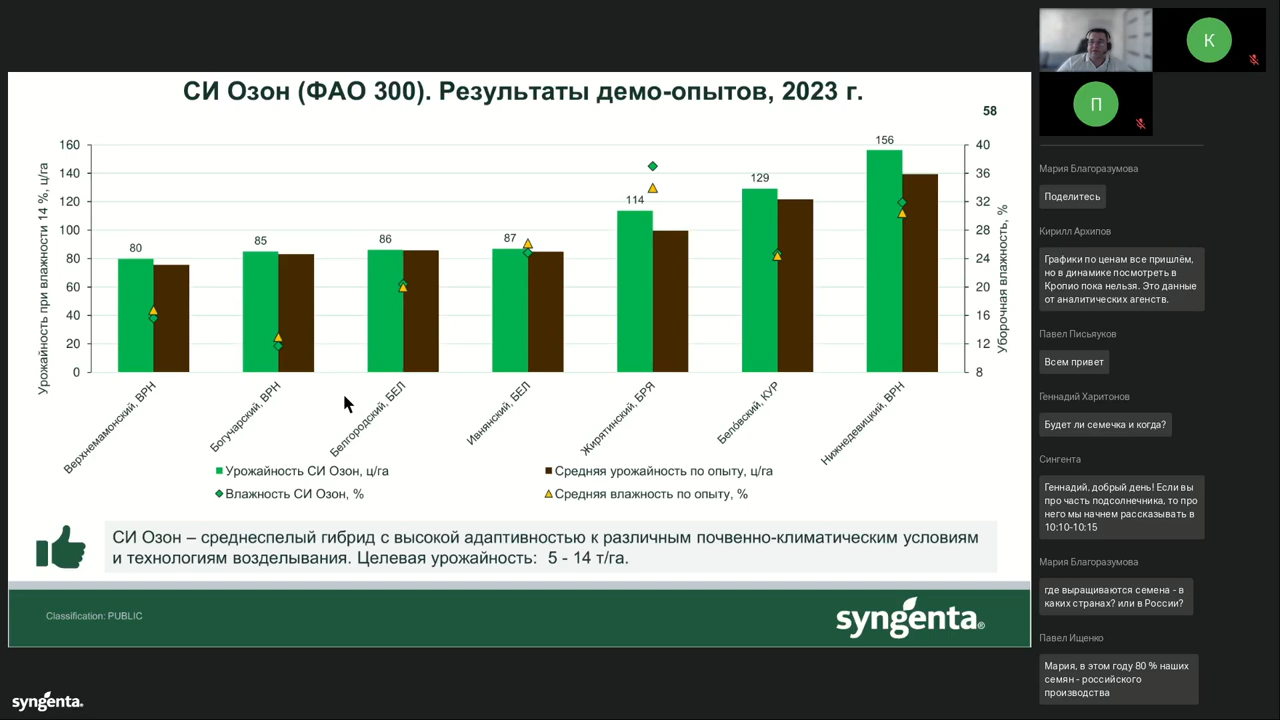 СИ Озон (ФАО 300). Результаты демо-опытов, 2023 г.
58
Урожайность при влажности 14 %, ц/га
160
140
120
100
80
60
40
20
0
80
85
86
87
114
129
156
40
36
32
28
24
20
16
12
8
Уборочная влажность, %
Верхнемамонский, ВРН
Богучарский, ВРН
Белгородский, БЕЛ
Ивнянский, БЕЛ
Жирятинский, БРЯ
Бело́вский, КУР
Нижнедевицкий, ВРН
Урожайность СИ Озон, ц/га
Средняя урожайность по опыту, ц/га
Влажность СИ Озон, %
Средняя влажность по опыту, %
СИ Озон – среднеспелый гибрид с высокой адаптивностью к различным почвенно-климатическим условиям
и технологиям возделывания. Целевая урожайность: 5 - 14 т/га.
Classification: PUBLIC
syngenta®
syngenta.
К
П
Мария Благоразумова
Поделитесь
Кирилл Архипов
Графики по ценам все пришлём,
но в динамике посмотреть в
Кропио пока нельзя. Это данные
от аналитических агенств.
Павел Письяуков
Всем привет
Геннадий Харитонов
Будет ли семечка и когда?
Сингента
Геннадий, добрый день! Если вы
про часть подсолнечника, то про
него мы начнем рассказывать в
10:10-10:15
Мария Благоразумова
где выращиваются семена - в
каких странах? или в России?
Павел Ищенко
Мария, в этом году 80 % наших
семян - российского
производства